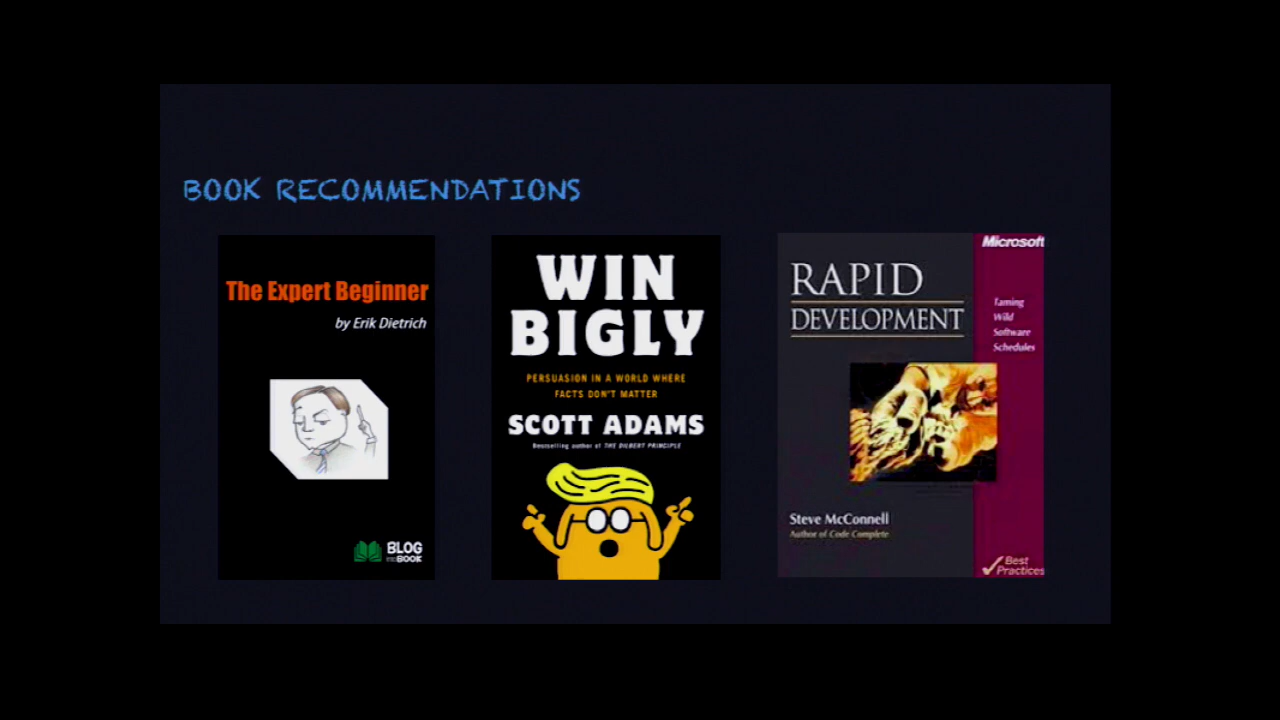 BOOK RECOMMENDATIONS
The Expert Beginner
by Erik Dietrich
BLOG
INTO BOOK
WIN
BIGLY
PERSUASION IN A WORLD WHERE
FACTS DON'T MATTER
SCOTT ADAMS
Bestselling author of THE DILBERT PRINCIPLE
Microsoft
RAPID
DEVELOPMENT
Taming
Wild
Software
Schedules
Steve McConnell
Author of Code Complete
Best
Practices